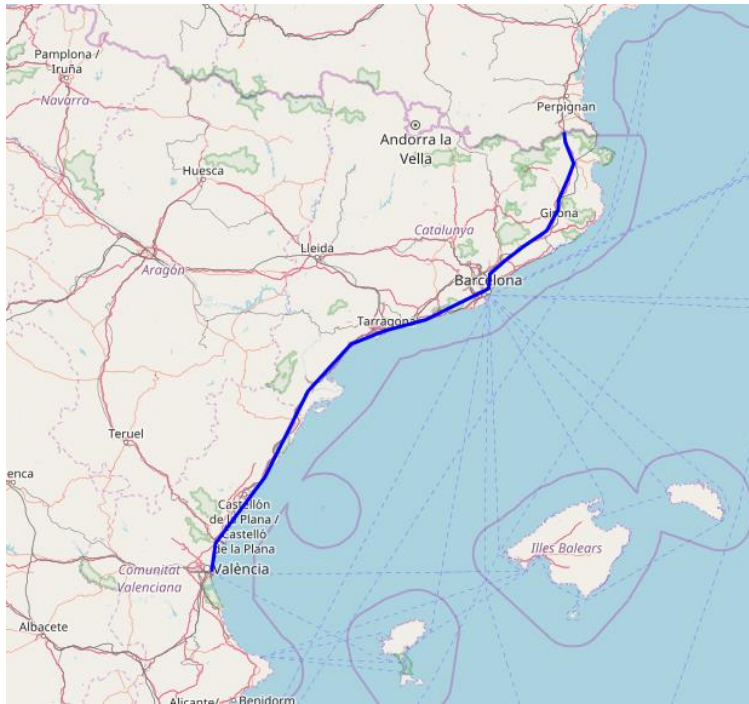 Pamplona /
Iruña
Navarra
Perpignan
Andorra la
Vella
Huesca
Girona
Catalunya
Lleida
Aragón
Barcelona
Tarragona
Teruel
enca
Castellón
de la Plana /
Castelló
de la Plana
Illes Balears
Comunitat
Valenciana
València
Albacete
Alicante/
Benidorm